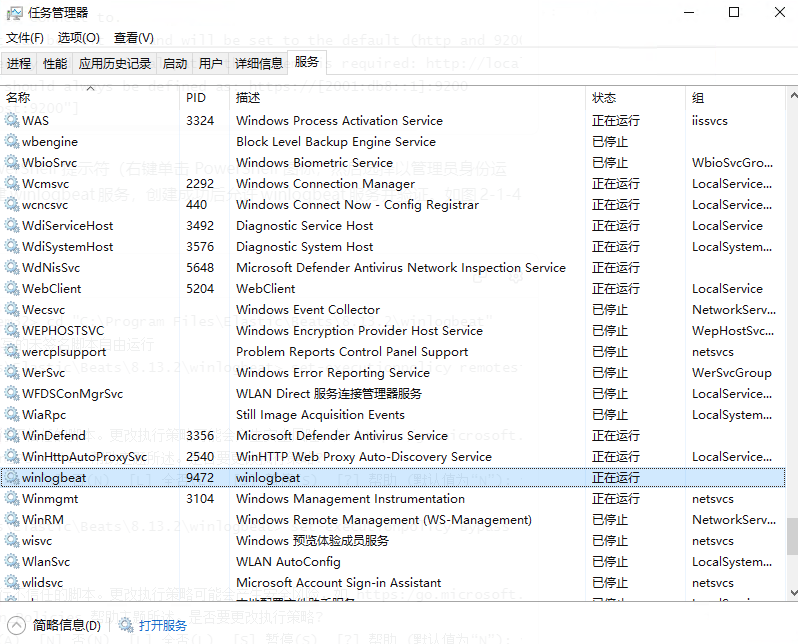 任务管理器
文件(F) 选项(O) 查看(V)
进程 性能 应用历史记录 启动 用户 详细信息 服务
名称 PID 描述 状态 组
WAS 3324 Windows Process Activation Service 正在运行 iissvcs
wbengine Block Level Backup Engine Service 已停止
WbioSrvc Windows Biometric Service 已停止 WbioSvcGro...
Wcmsvc 2292 Windows Connection Manager 正在运行 LocalService...
wcncsvc 440 Windows Connect Now - Config Registrar 正在运行 LocalService...
WdiServiceHost 3492 Diagnostic Service Host 正在运行 LocalService
WdiSystemHost 3576 Diagnostic System Host 正在运行 LocalSystem...
WdNisSvc 5648 Microsoft Defender Antivirus Network Inspection Service 正在运行
WebClient 5204 WebClient 正在运行 LocalService
Wecsvc Windows Event Collector 已停止 NetworkServ...
WEPHOSTSVC Windows Encryption Provider Host Service 已停止 WepHostSvc...
wercplsupport Problem Reports Control Panel Support 已停止 netsvcs
WerSvc Windows Error Reporting Service 已停止 WerSvcGroup
WFDSConMgrSvc WLAN Direct 服务连接管理器服务 已停止 LocalService...
WiaRpc Still Image Acquisition Events 已停止 LocalSystem...
WinDefend 3356 Microsoft Defender Antivirus Service 正在运行
WinHttpAutoProxySvc 2540 WinHTTP Web Proxy Auto-Discovery Service 正在运行 LocalService...
winlogbeat 9472 winlogbeat 正在运行
Winmgmt 3104 Windows Management Instrumentation 正在运行 netsvcs
WinRM Windows Remote Management (WS-Management) 已停止 NetworkServ...
wisvc Windows 预览体验成员服务 已停止 netsvcs
WlanSvc WLAN AutoConfig 已停止 LocalSystem...
wlidsvc Microsoft Account Sign-in Assistant 已停止 netsvcs
简略信息(D) 打开服务